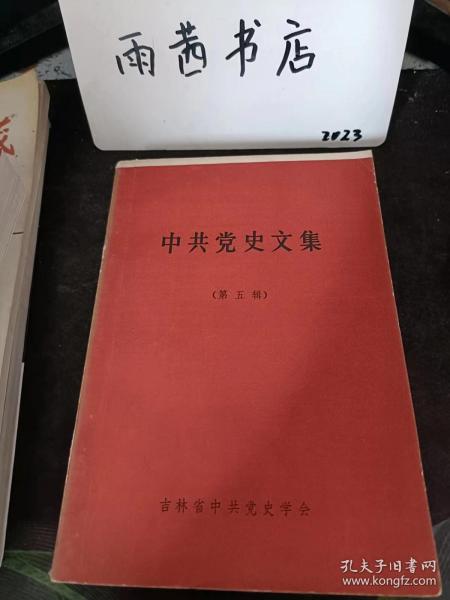 雨茜书店
2023
中共党史文集
(第五辑)
吉林省中共党史学会
孔夫子旧书网
www.kongfz.com